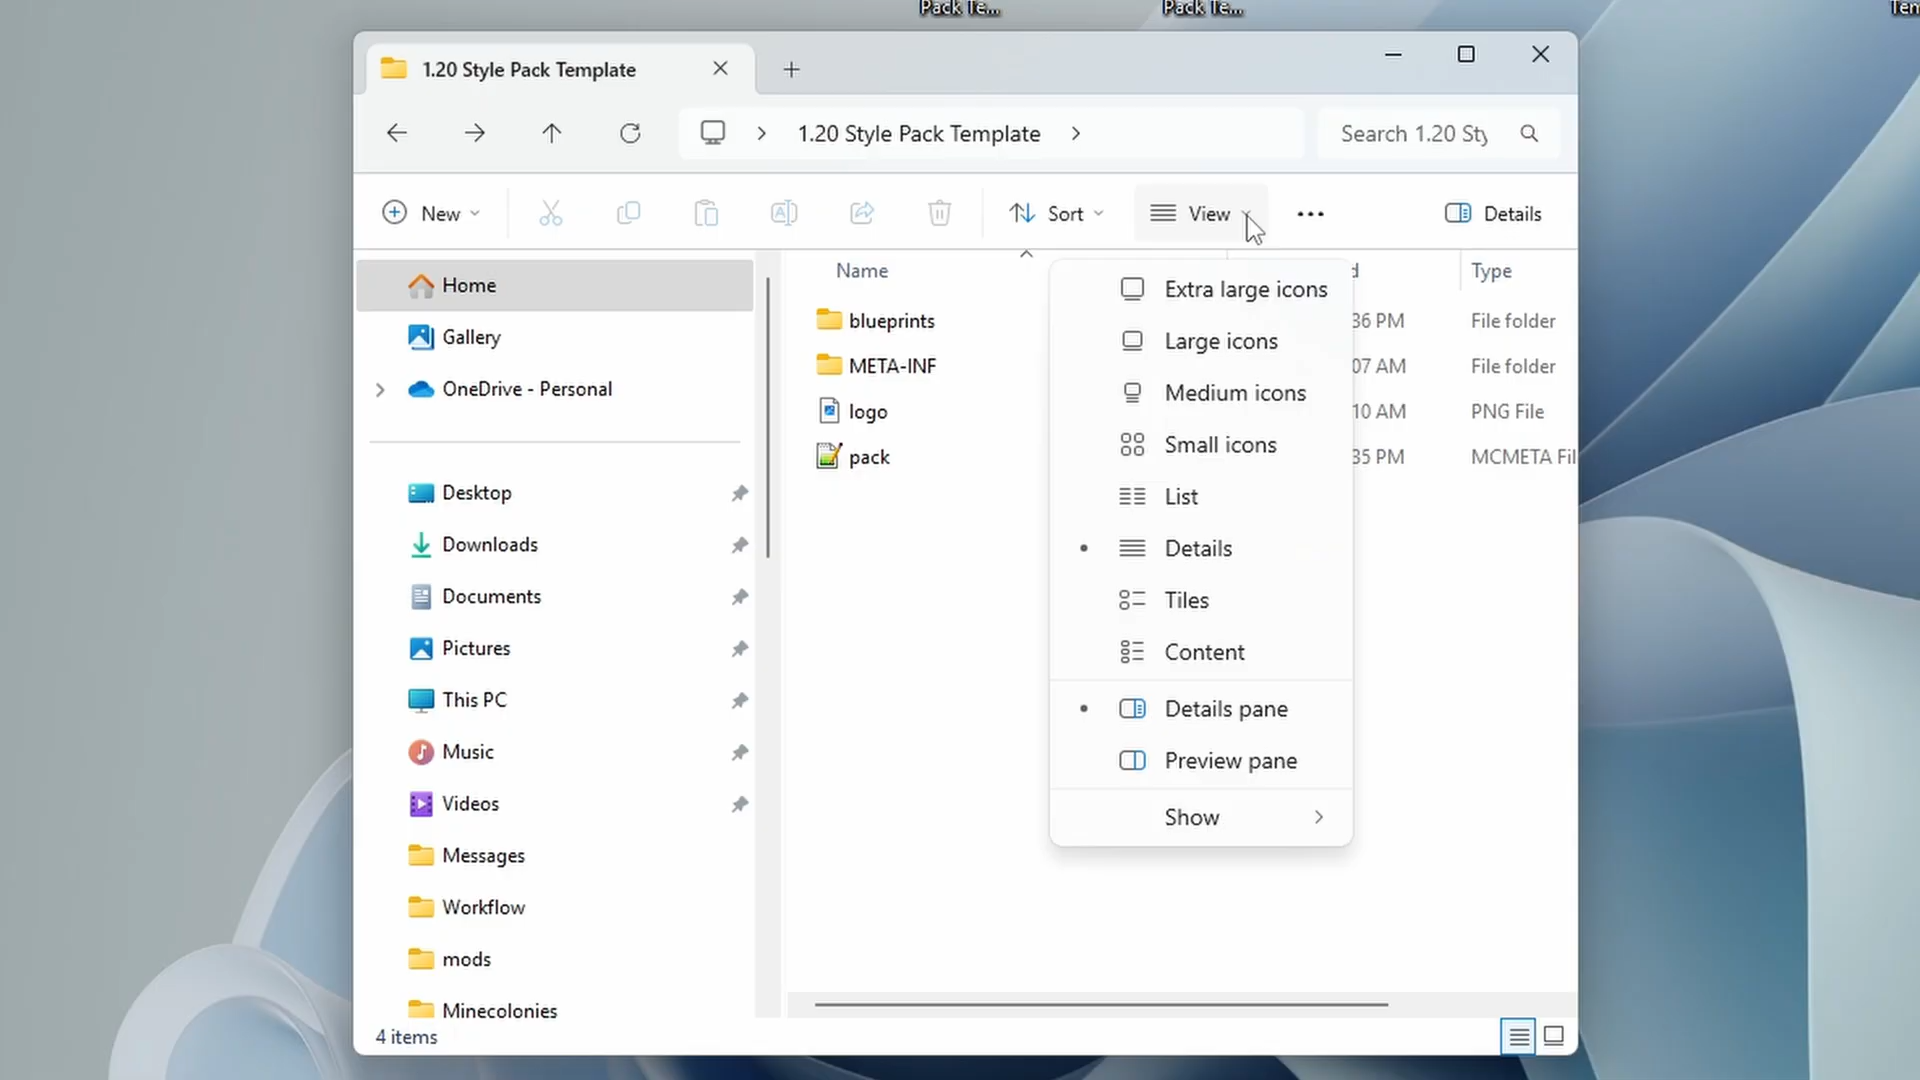 Pack Te...
Pack Te...
Tem
1.20 Style Pack Template
1.20 Style Pack Template
Search 1.20 Sty
New
Sort
View
Details
Name
d
Type
blueprints
36 PM
File folder
META-INF
07 AM
File folder
logo
10 AM
PNG File
pack
35 PM
MCMETA Fil
Home
Gallery
OneDrive - Personal
Desktop
Downloads
Documents
Pictures
This PC
Music
Videos
Messages
Workflow
mods
Minecolonies
Extra large icons
Large icons
Medium icons
Small icons
List
Details
Tiles
Content
Details pane
Preview pane
Show
4 items